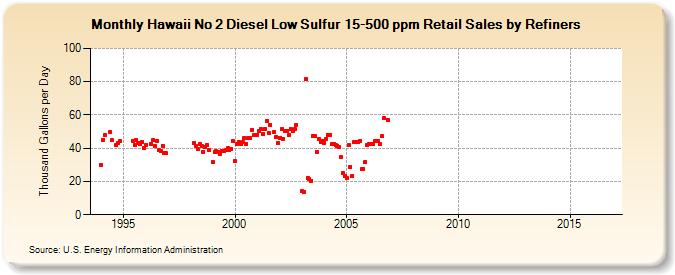 Monthly Hawaii No 2 Diesel Low Sulfur 15-500 ppm Retail Sales by Refiners
Thousand Gallons per Day
100
80
60
40
20
0
1995 2000 2005 2010 2015
Source: U.S. Energy Information Administration